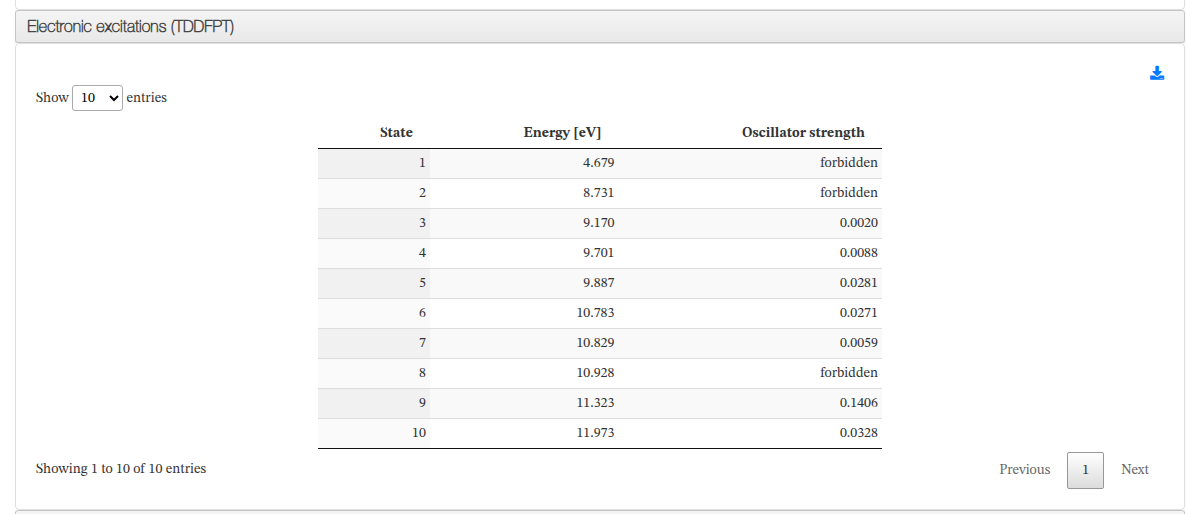 Electronic excitations (TDDFPT)
Show 10 entries
State Energy [eV] Oscillator strength
1 4.679 forbidden
2 8.731 forbidden
3 9.170 0.0020
4 9.701 0.0088
5 9.887 0.0281
6 10.783 0.0271
7 10.829 0.0059
8 10.928 forbidden
9 11.323 0.1406
10 11.973 0.0328
Showing 1 to 10 of 10 entries Previous 1 Next